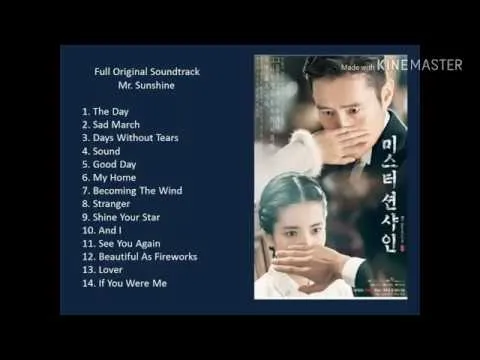 Made with KINEMASTER
Full Original Soundtrack
Mr. Sunshine
1. The Day
2. Sad March
3. Days Without Tears
4. Sound
5. Good Day
6. My Home
7. Becoming The Wind
8. Stranger
9. Shine Your Star
10. And I
11. See You Again
12. Beautiful As Fireworks
13. Lover
14. If You Were Me
미스터 션샤인